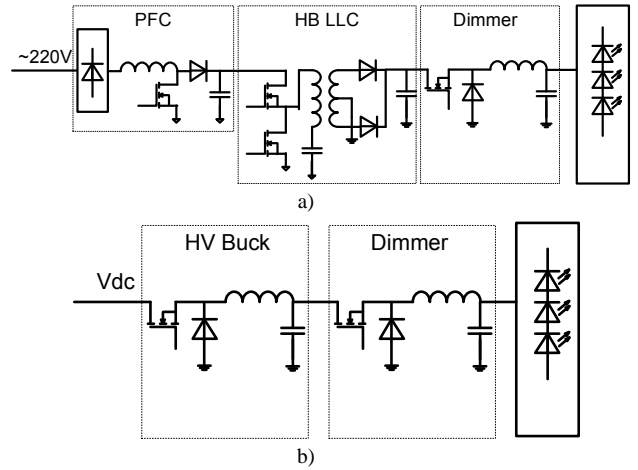 PFC HB LLC Dimmer
~220V
a)
HV Buck Dimmer
Vdc
b)